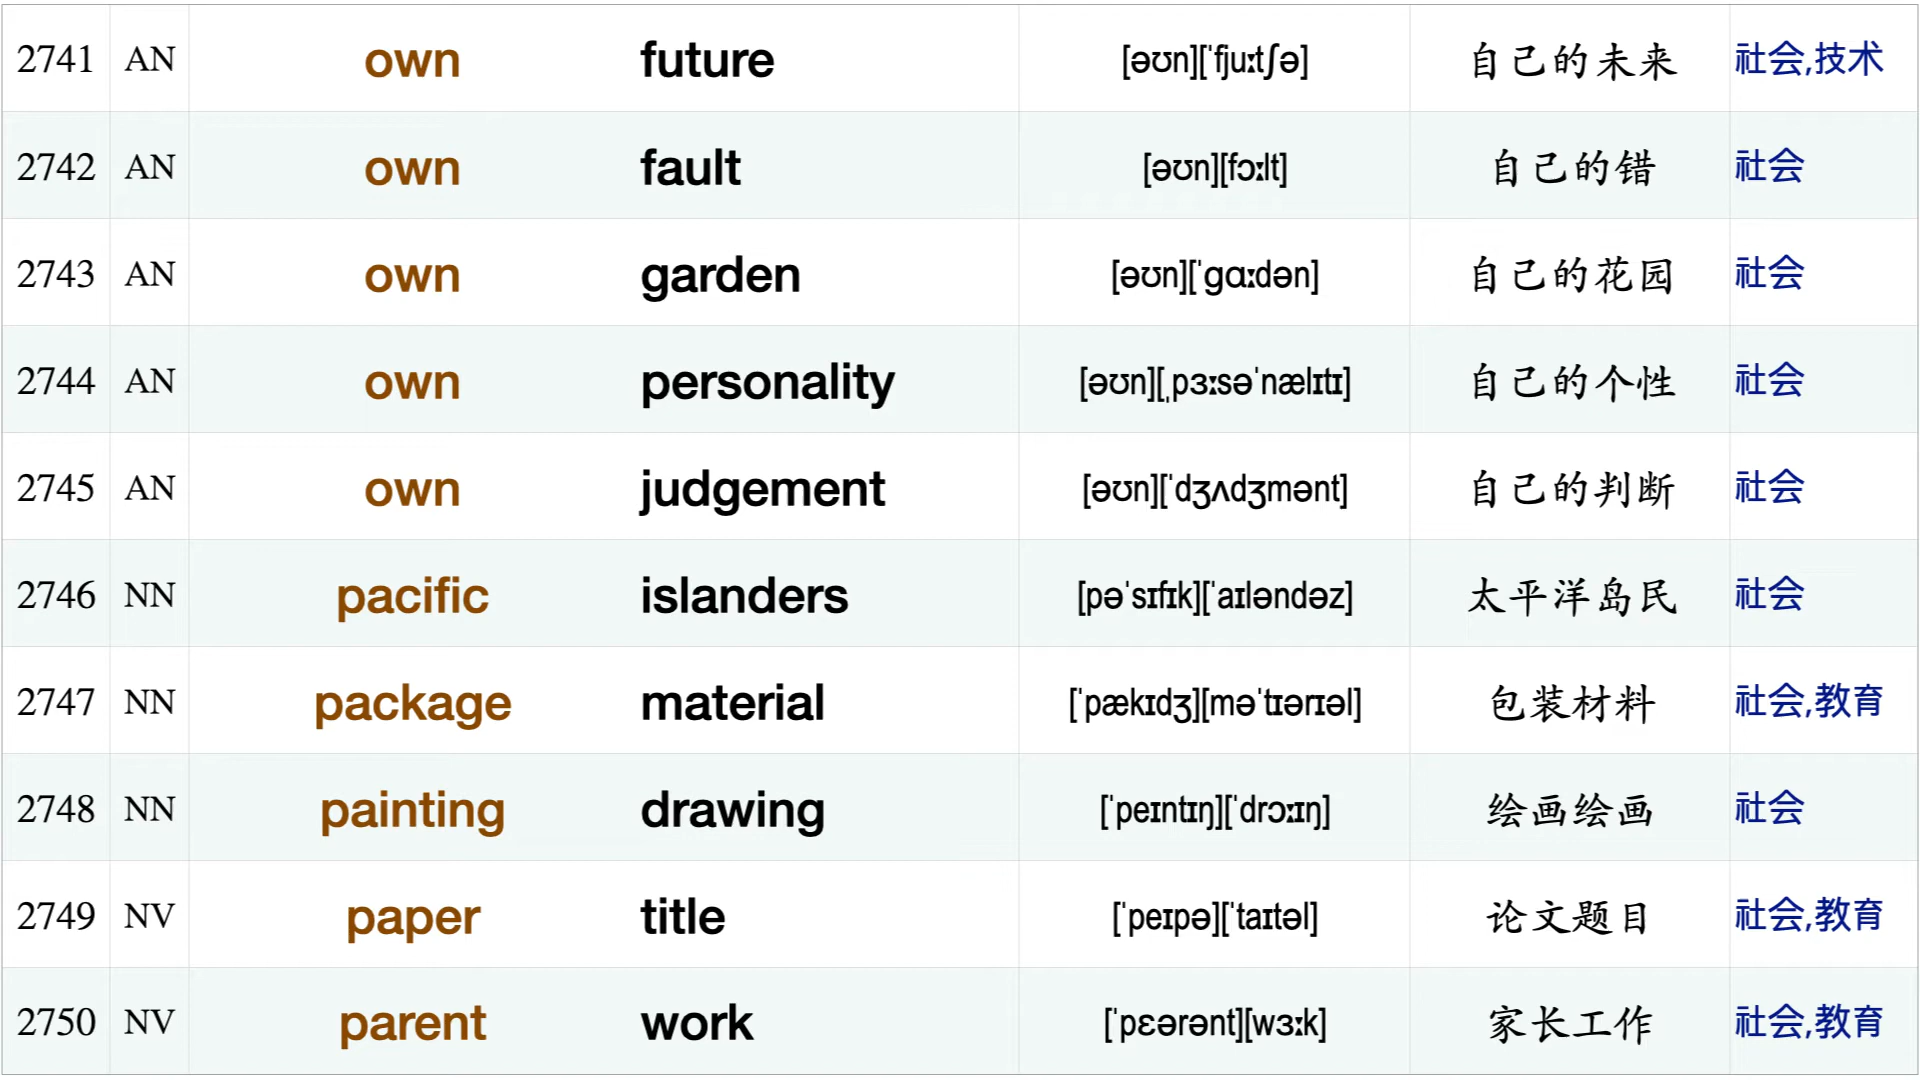 2741 AN own future [əʊn][ˈfjuːtʃə] 自己的未来 社会,技术
2742 AN own fault [əʊn][fɔːlt] 自己的错 社会
2743 AN own garden [əʊn][ˈɡɑːdən] 自己的花园 社会
2744 AN own personality [əʊn][ˌpɜːsəˈnælɪtɪ] 自己的个性 社会
2745 AN own judgement [əʊn][ˈdʒʌdʒmənt] 自己的判断 社会
2746 NN pacific islanders [pəˈsɪfɪk][ˈaɪləndəz] 太平洋岛民 社会
2747 NN package material [ˈpækɪdʒ][məˈtɪərɪəl] 包装材料 社会,教育
2748 NN painting drawing [ˈpeɪntɪŋ][ˈdrɔːɪŋ] 绘画绘画 社会
2749 NV paper title [ˈpeɪpə][ˈtaɪtəl] 论文题目 社会,教育
2750 NV parent work [ˈpɛərənt][wɜːk] 家长工作 社会,教育